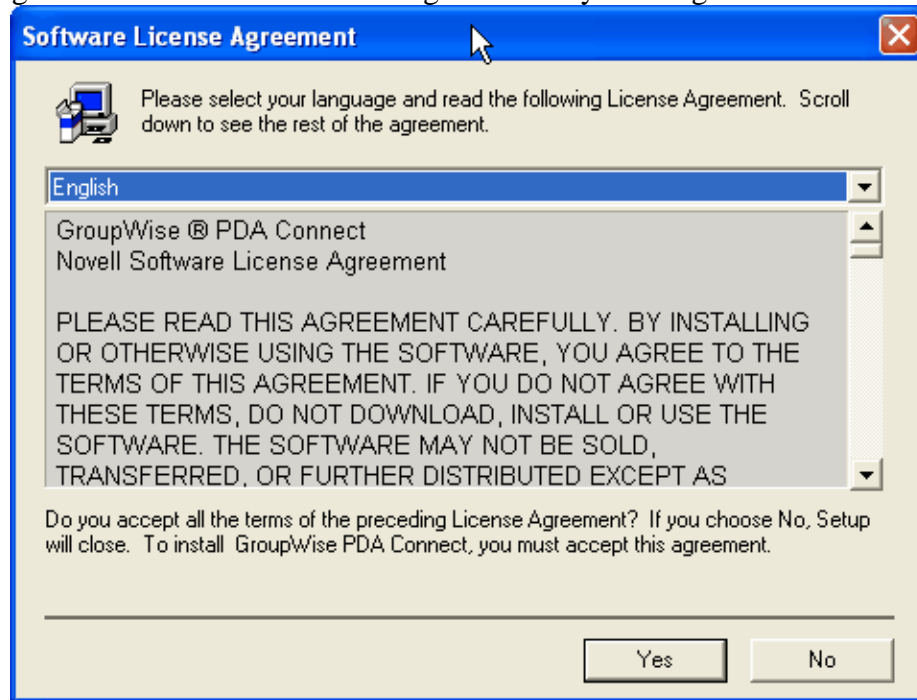 Software License Agreement
Please select your language and read the following License Agreement. Scroll
down to see the rest of the agreement.
English
GroupWise ® PDA Connect
Novell Software License Agreement
PLEASE READ THIS AGREEMENT CAREFULLY. BY INSTALLING
OR OTHERWISE USING THE SOFTWARE, YOU AGREE TO THE
TERMS OF THIS AGREEMENT. IF YOU DO NOT AGREE WITH
THESE TERMS, DO NOT DOWNLOAD, INSTALL OR USE THE
SOFTWARE. THE SOFTWARE MAY NOT BE SOLD,
TRANSFERRED, OR FURTHER DISTRIBUTED EXCEPT AS
Do you accept all the terms of the preceding License Agreement? If you choose No, Setup
will close. To install GroupWise PDA Connect, you must accept this agreement.
Yes
No